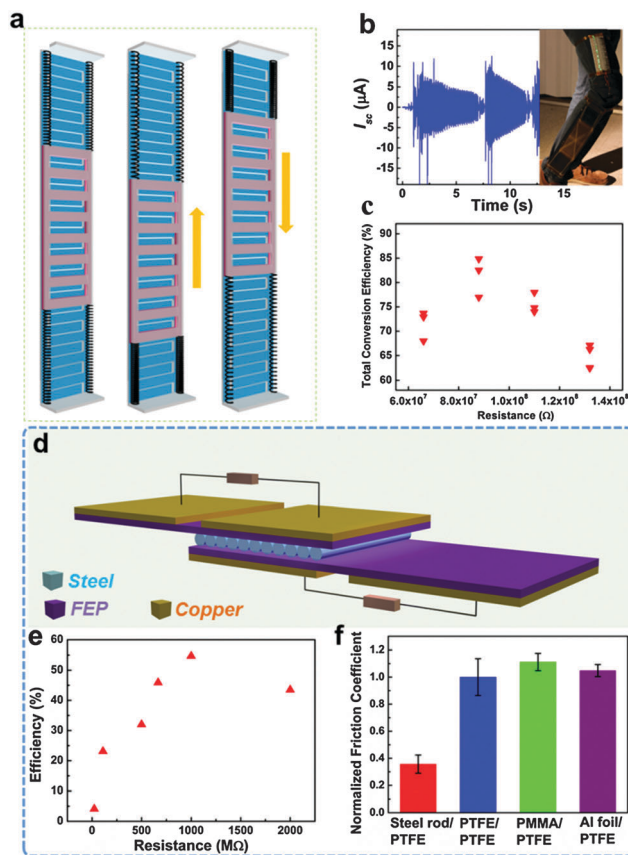 a
b
15
10
5
0
-5
-10
-15
I_sc (μA)
0 5 10 15
Time (s)
c
90
85
80
75
70
65
60
Total Conversion Efficiency (%)
6.0x10⁷ 8.0x10⁷ 1.0x10⁸ 1.2x10⁸ 1.4x10⁸
Resistance (Ω)
d
Steel
FEP Copper
e
60
50
40
30
20
10
0
Efficiency (%)
0 500 1000 1500 2000
Resistance (MΩ)
f
1.2
1.0
0.8
0.6
0.4
0.2
0.0
Normalized Friction Coefficient
Steel rod/ PTFE/ PMMA/ Al foil/
PTFE PTFE PTFE PTFE